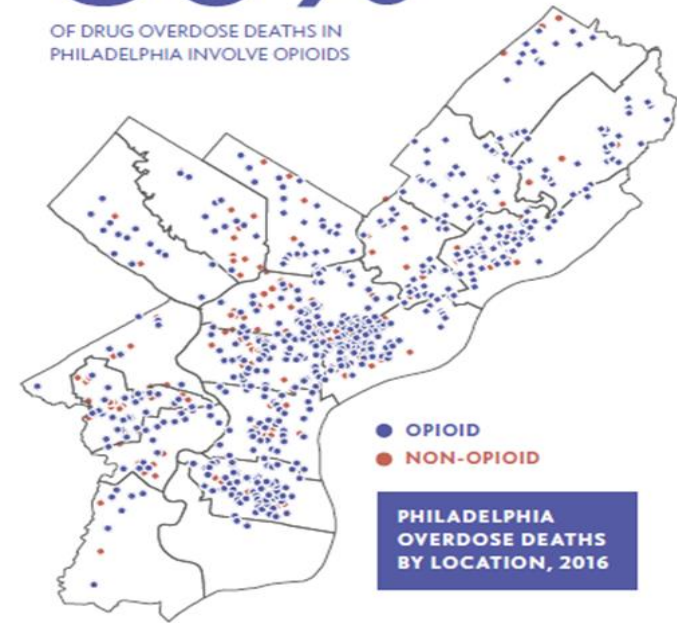 OF DRUG OVERDOSE DEATHS IN
PHILADELPHIA INVOLVE OPIOIDS
OPIOID
NON-OPIOID
PHILADELPHIA
OVERDOSE DEATHS
BY LOCATION, 2016